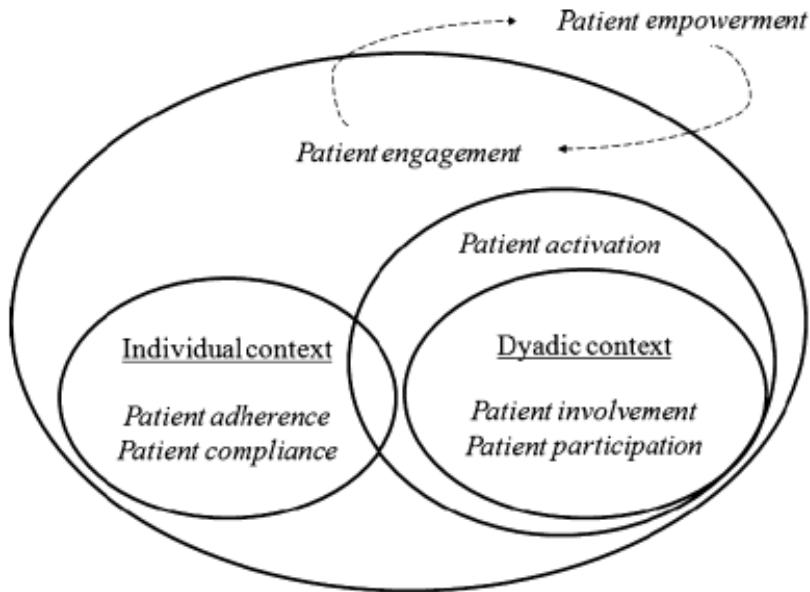 Patient empowerment
Patient engagement
Patient activation
Individual context
Patient adherence
Patient compliance
Dyadic context
Patient involvement
Patient participation